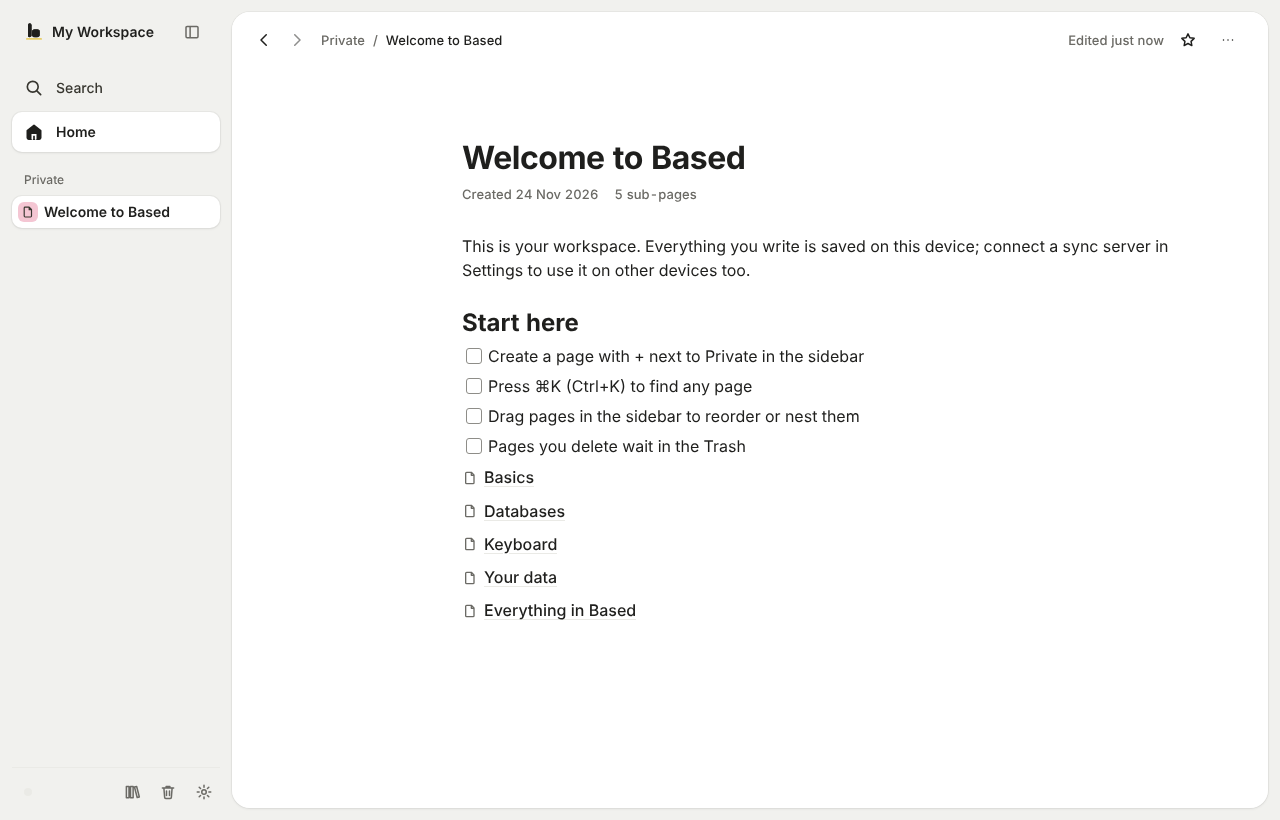 My Workspace
Search
Home
Private
Welcome to Based
Private / Welcome to Based
Edited just now
Welcome to Based
Created 24 Nov 2026 5 sub-pages
This is your workspace. Everything you write is saved on this device; connect a sync server in
Settings to use it on other devices too.
Start here
Create a page with + next to Private in the sidebar
Press ⌘K (Ctrl+K) to find any page
Drag pages in the sidebar to reorder or nest them
Pages you delete wait in the Trash
Basics
Databases
Keyboard
Your data
Everything in Based